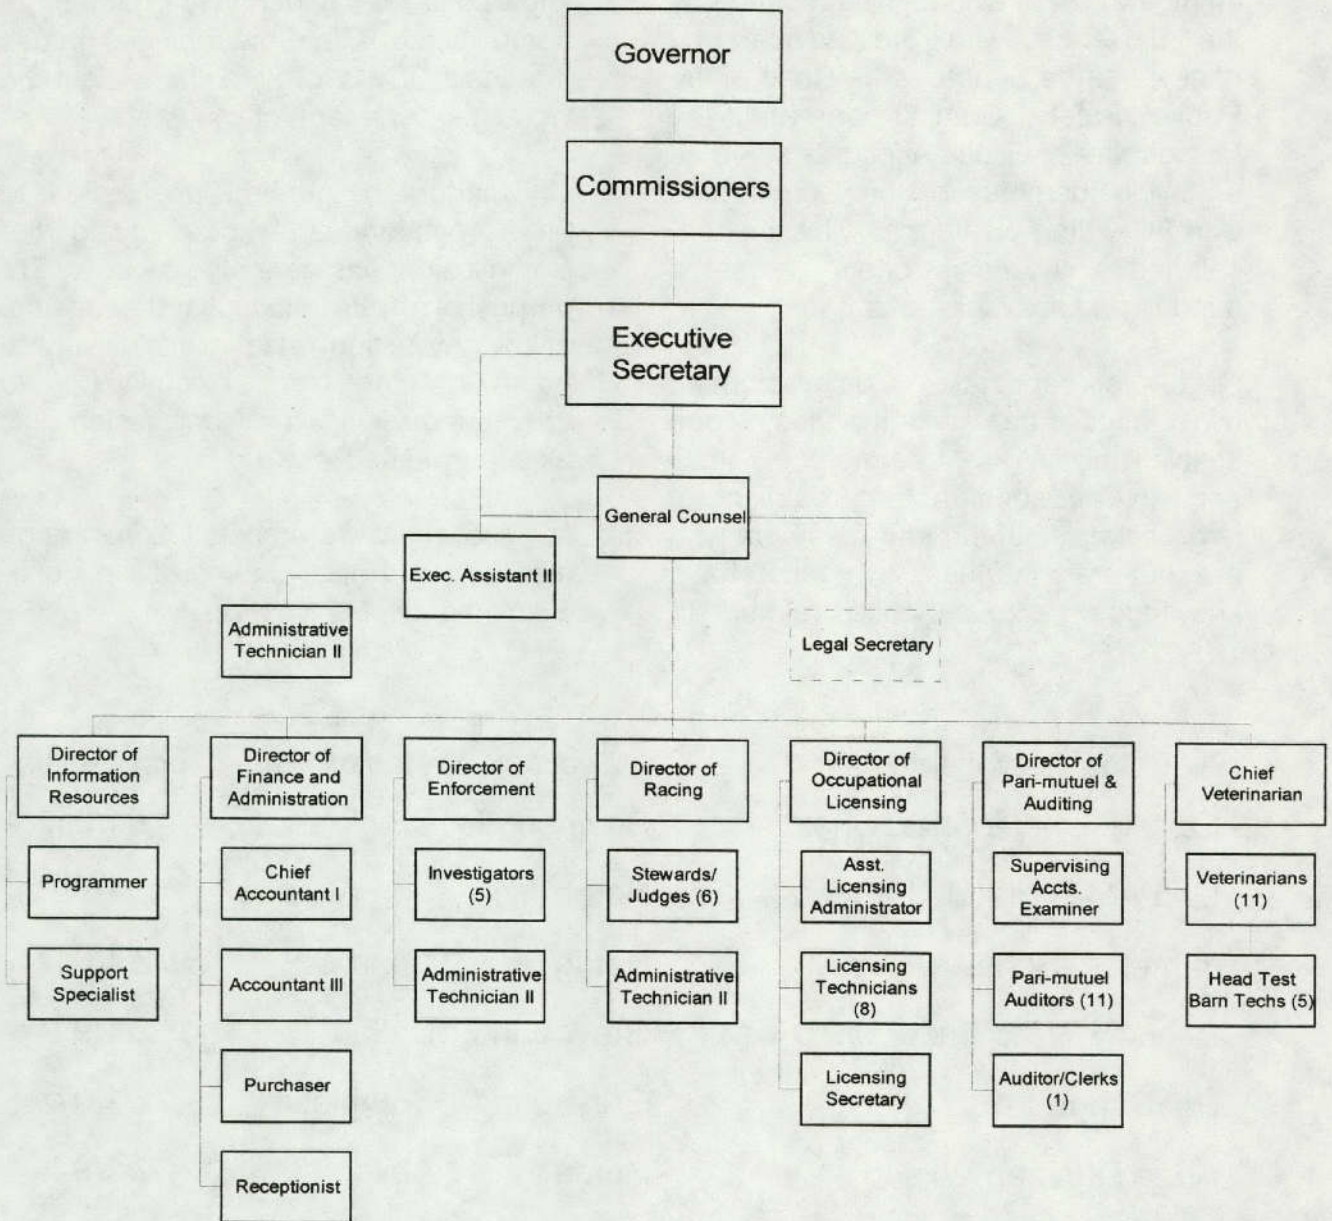 Governor
Commissioners
Executive
Secretary
General Counsel
Exec. Assistant II
Administrative
Technician II
Legal Secretary
Director of
Information
Resources
Programmer
Support
Specialist
Director of
Finance and
Administration
Chief
Accountant I
Accountant III
Purchaser
Receptionist
Director of
Enforcement
Investigators
(5)
Administrative
Technician II
Director of
Racing
Stewards/
Judges (6)
Administrative
Technician II
Director of
Occupational
Licensing
Asst.
Licensing
Administrator
Licensing
Technicians
(8)
Licensing
Secretary
Director of
Pari-mutuel &
Auditing
Supervising
Accts.
Examiner
Pari-mutuel
Auditors (11)
Auditor/Clerks
(1)
Chief
Veterinarian
Veterinarians
(11)
Head Test
Barn Techs (5)